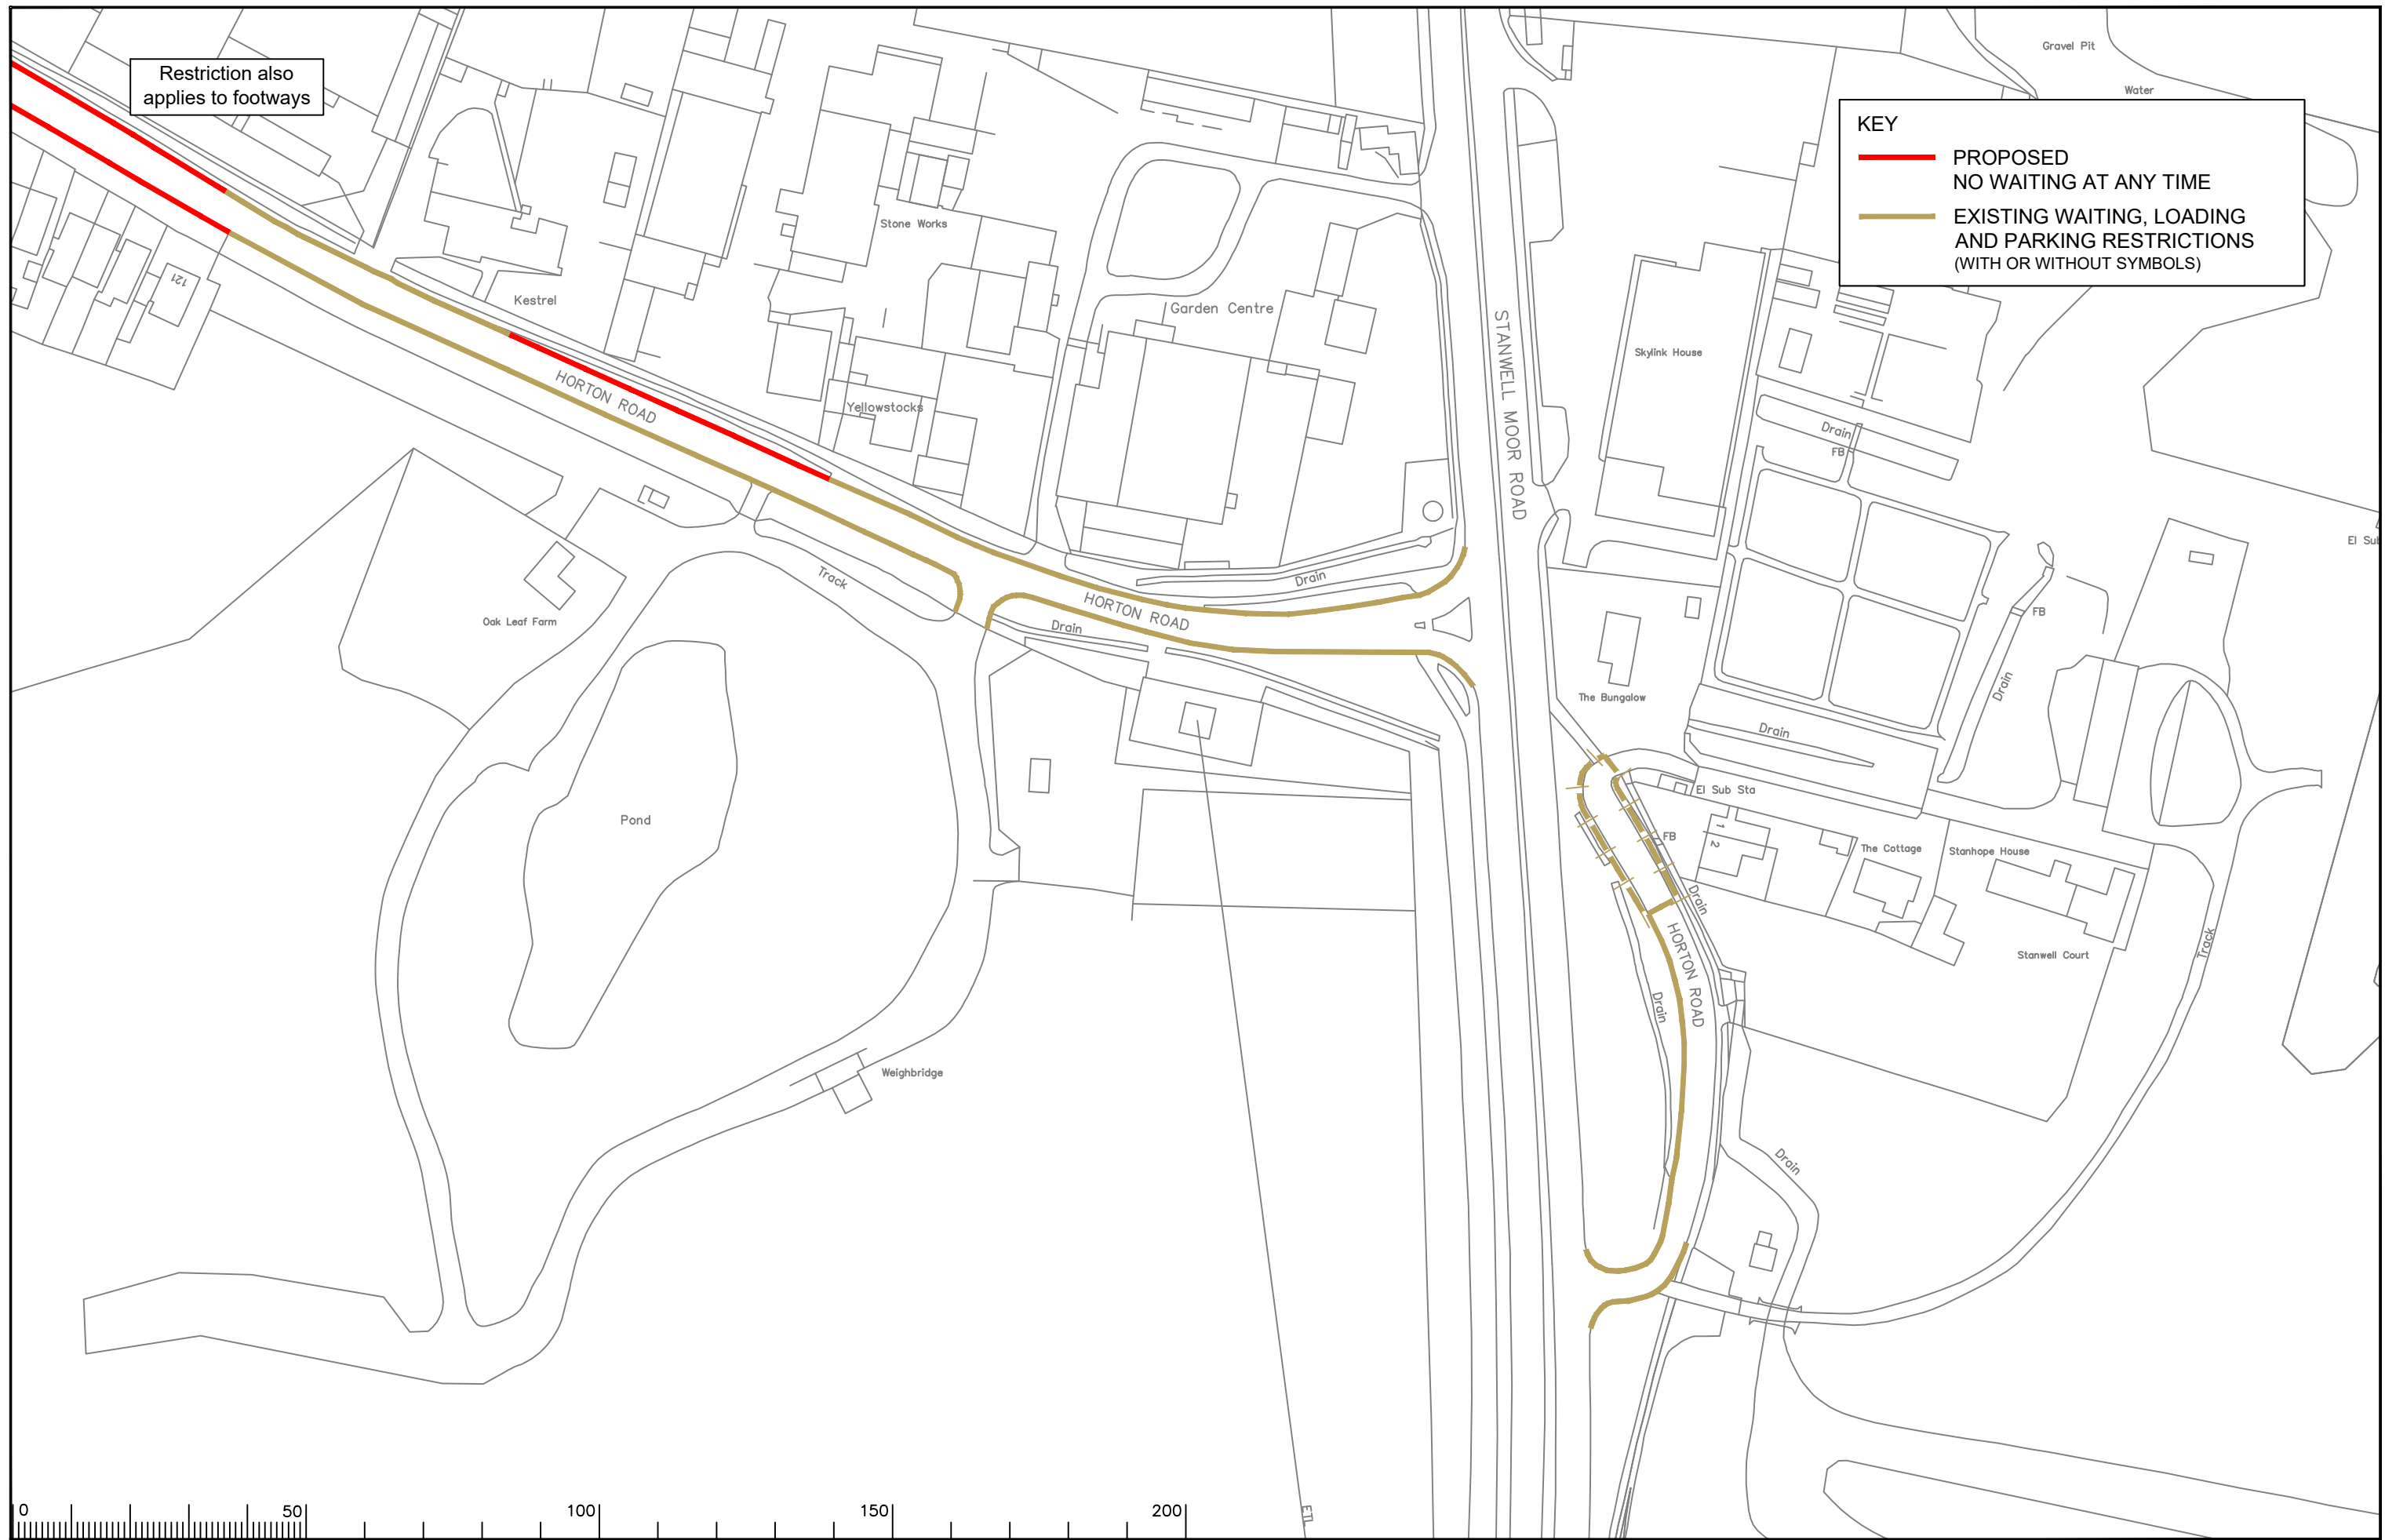 Gravel Pit
Restriction also
applies to footways
Water
KEY
PROPOSED
NO WAITING AT ANY TIME
EXISTING WAITING, LOADING
AND PARKING RESTRICTIONS
(WITH OR WITHOUT SYMBOLS)
Stone Works
121
Kestrel
Garden Centre
STANWELL MOOR ROAD
Skylink House
HORTON ROAD
Yellowstocks
Drain
FB
El Sub
Track
Drain
HORTON ROAD
Oak Leaf Farm
Drain
FB
Drain
The Bungalow
Drain
El Sub Sta
Pond
1
2
FB
The Cottage
Stanhope House
Drain
HORTON ROAD
Track
Stanwell Court
Drain
Weighbridge
Drain
0
50
100
150
200
ETL